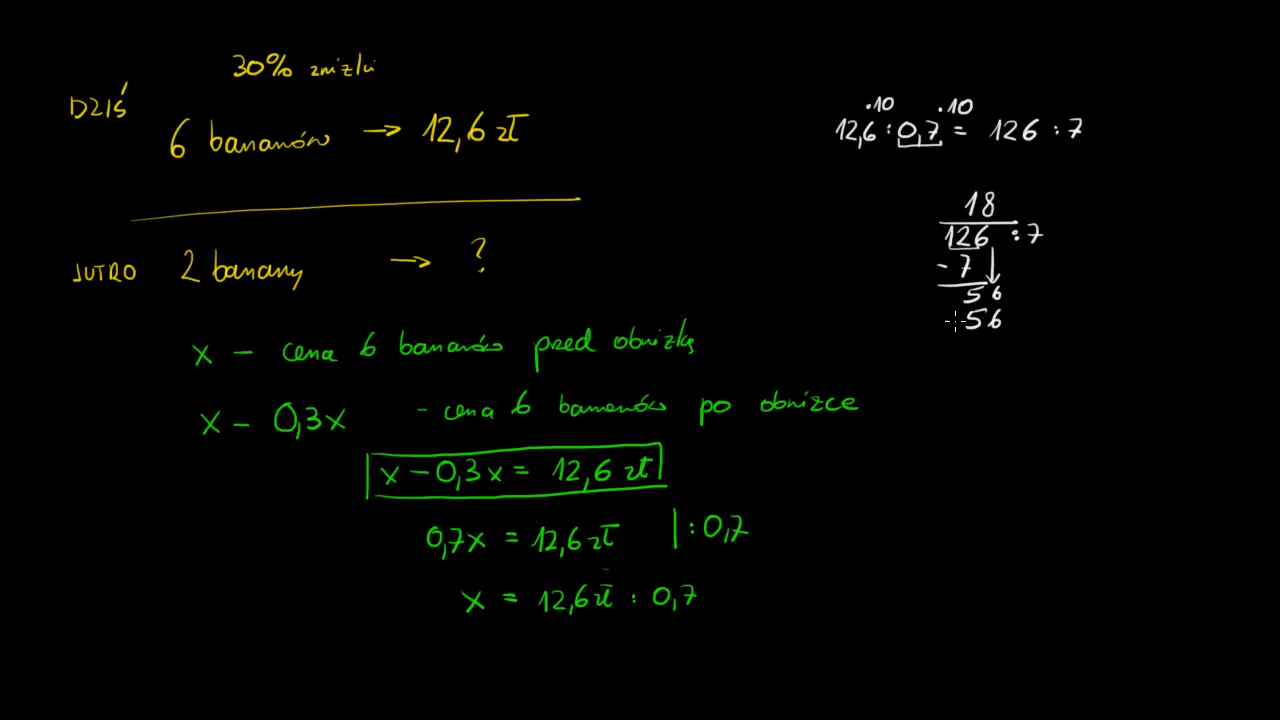 30% zniżki
DZIŚ
6 bananów → 12,6 zł
JUTRO 2 banany → ?
x - cena 6 bananów przed obniżką
x - 0,3x - cena 6 bananów po obniżce
x - 0,3x = 12,6 zł
0,7x = 12,6 zł | : 0,7
x = 12,6 zł : 0,7
·10 ·10
12,6 : 0,7 = 126 : 7
18
126 : 7
- 7
56
56